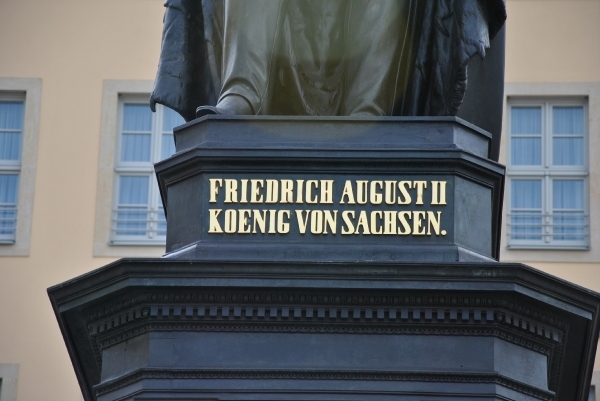 FRIEDRICH AUGUST II
KOENIG VON SACHSEN.